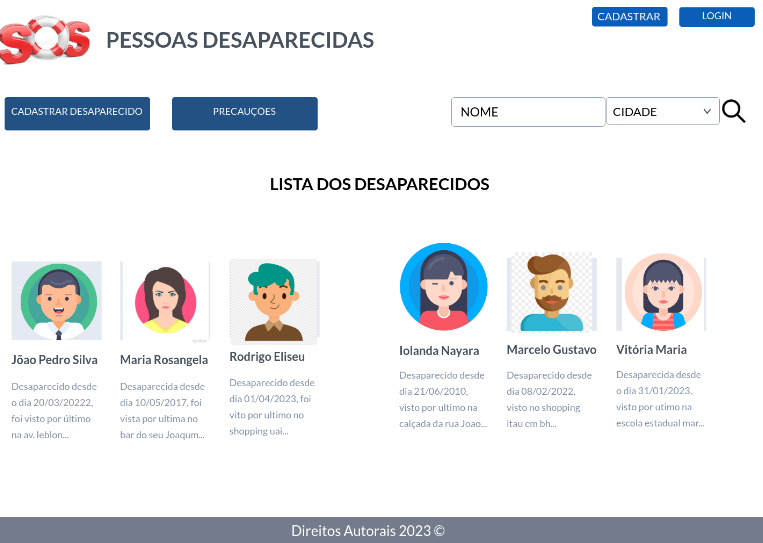 CADASTRAR
LOGIN
SOS
PESSOAS DESAPARECIDAS
CADASTRAR DESAPARECIDO
PRECAUÇÕES
NOME
CIDADE
LISTA DOS DESAPARECIDOS
Jõao Pedro Silva
Desaparecido desde
o dia 20/03/20222,
foi visto por último
na av. leblon...
Maria Rosangela
Desaparecida desde
dia 10/05/2017, foi
vista por ultima no
bar do seu Joaqum...
Rodrigo Eliseu
Desaparecido desde
dia 01/04/2023, foi
vito por ultimo no
shopping uai...
Iolanda Nayara
Desaparecido desde
dia 21/06/2010,
visto por ultimo na
calçada da rua Joao...
Marcelo Gustavo
Desaparecido desde
dia 08/02/2022,
visto no shopping
itau em bh...
Vitória Maria
Desaparecida desde
o dia 31/01/2023,
visto por utimo na
escola estadual mar...
Direitos Autorais 2023 ©